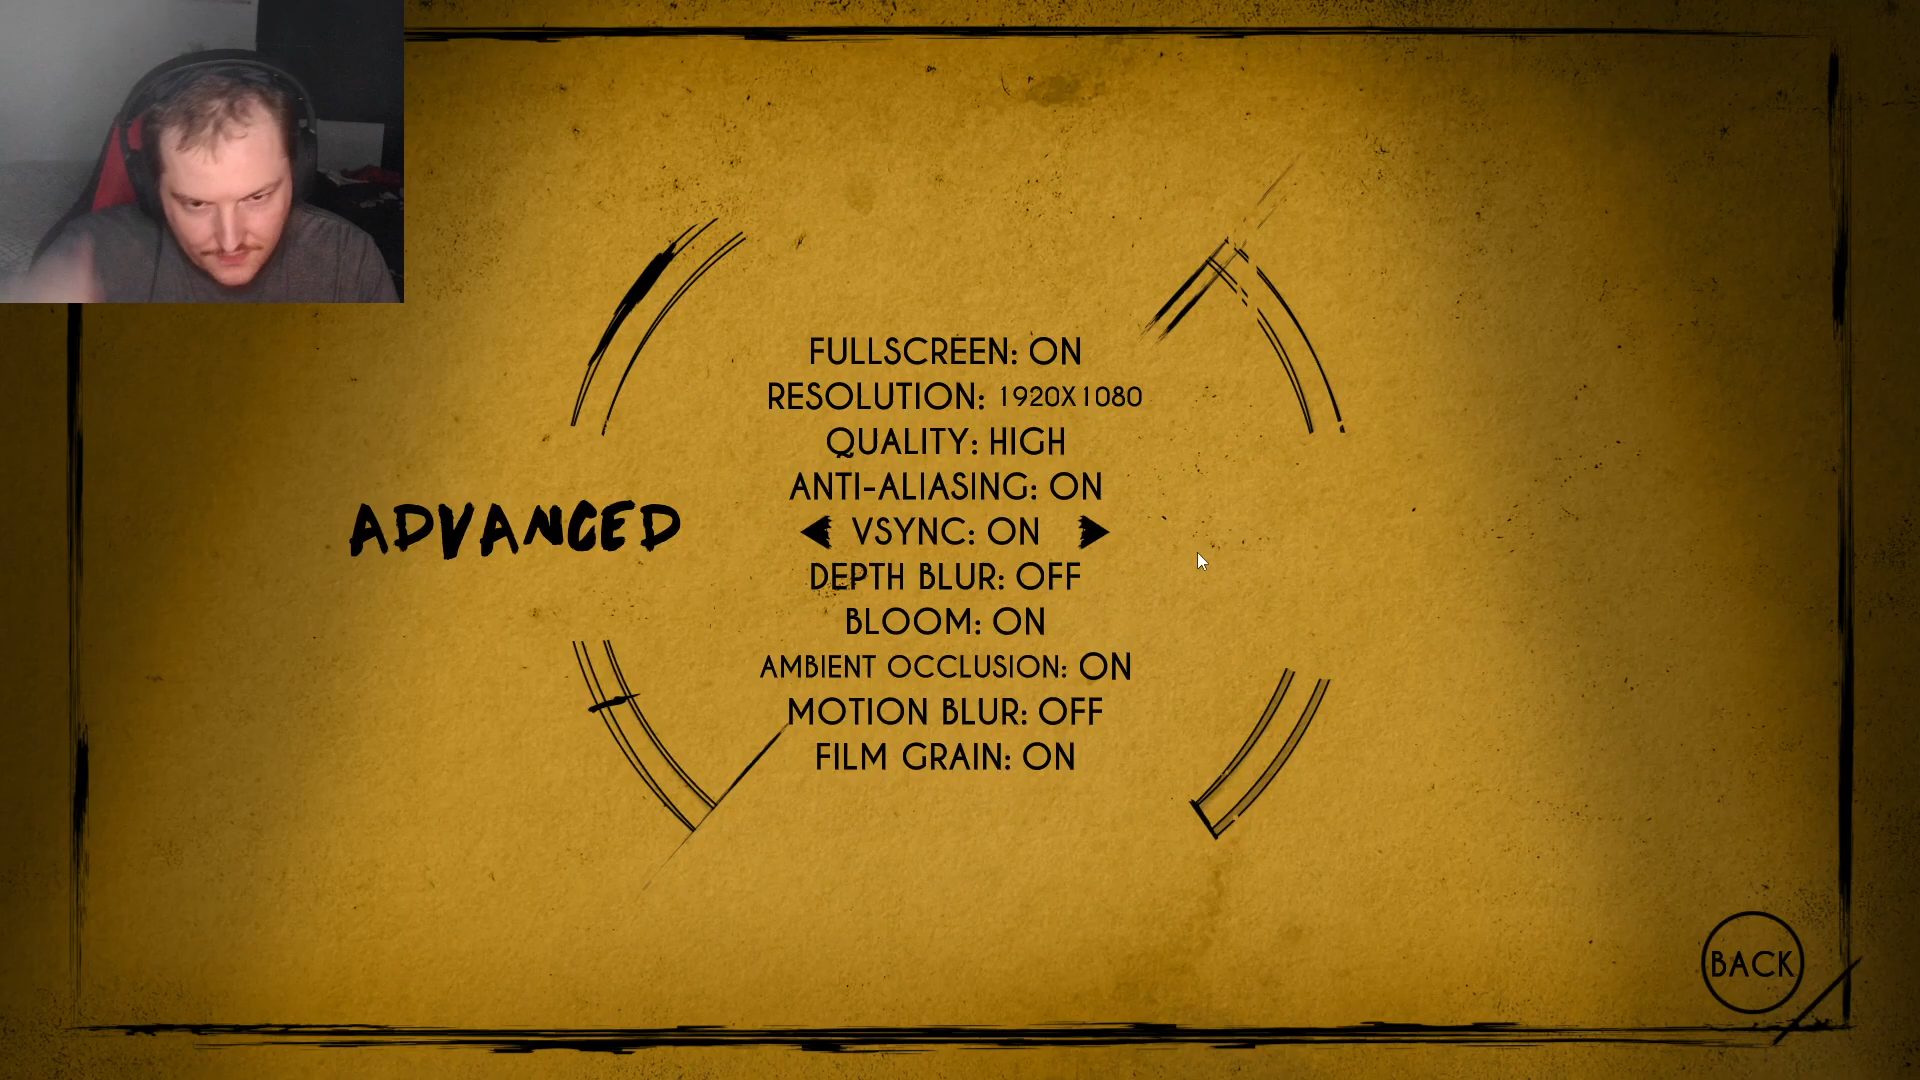 FULLSCREEN: ON
RESOLUTION: 1920X1080
QUALITY: HIGH
ANTI-ALIASING: ON
ADVANCED
VSYNC: ON
DEPTH BLUR: OFF
BLOOM: ON
AMBIENT OCCLUSION: ON
MOTION BLUR: OFF
FILM GRAIN: ON
BACK